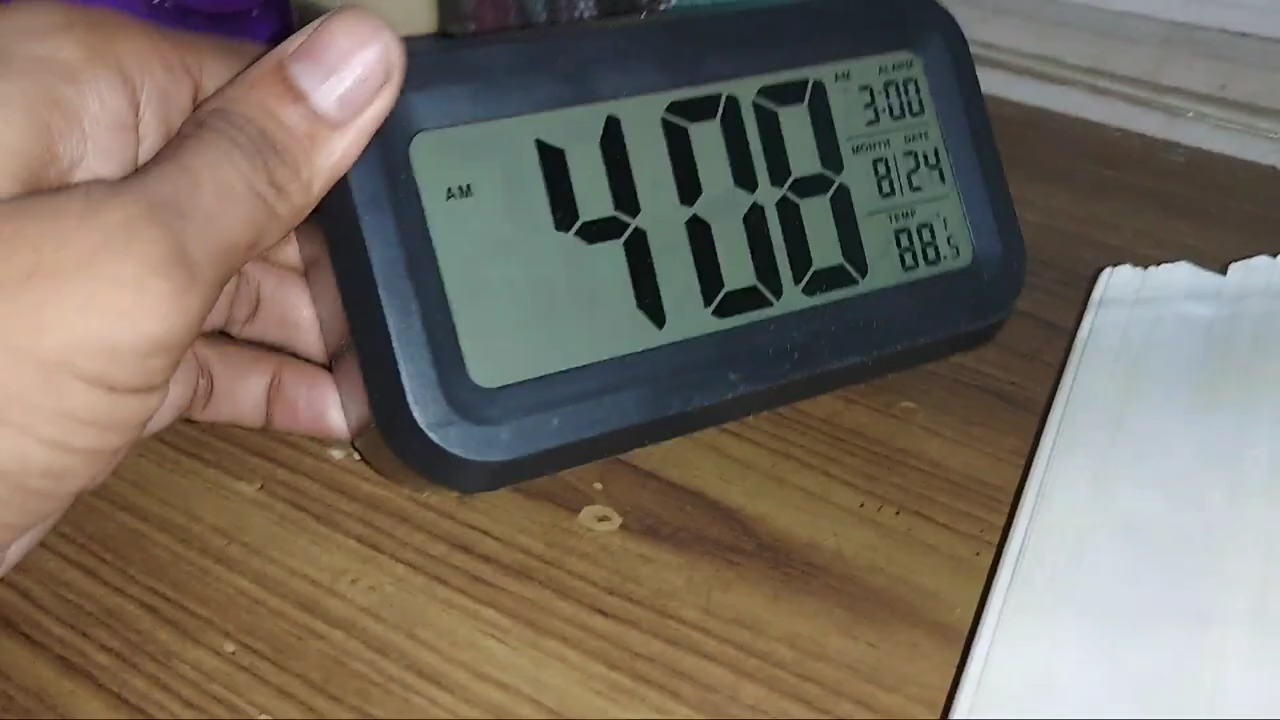 AM 4:08
AM ALARM
3:00
MONTH DATE
8|24
TEMP °F
88.5